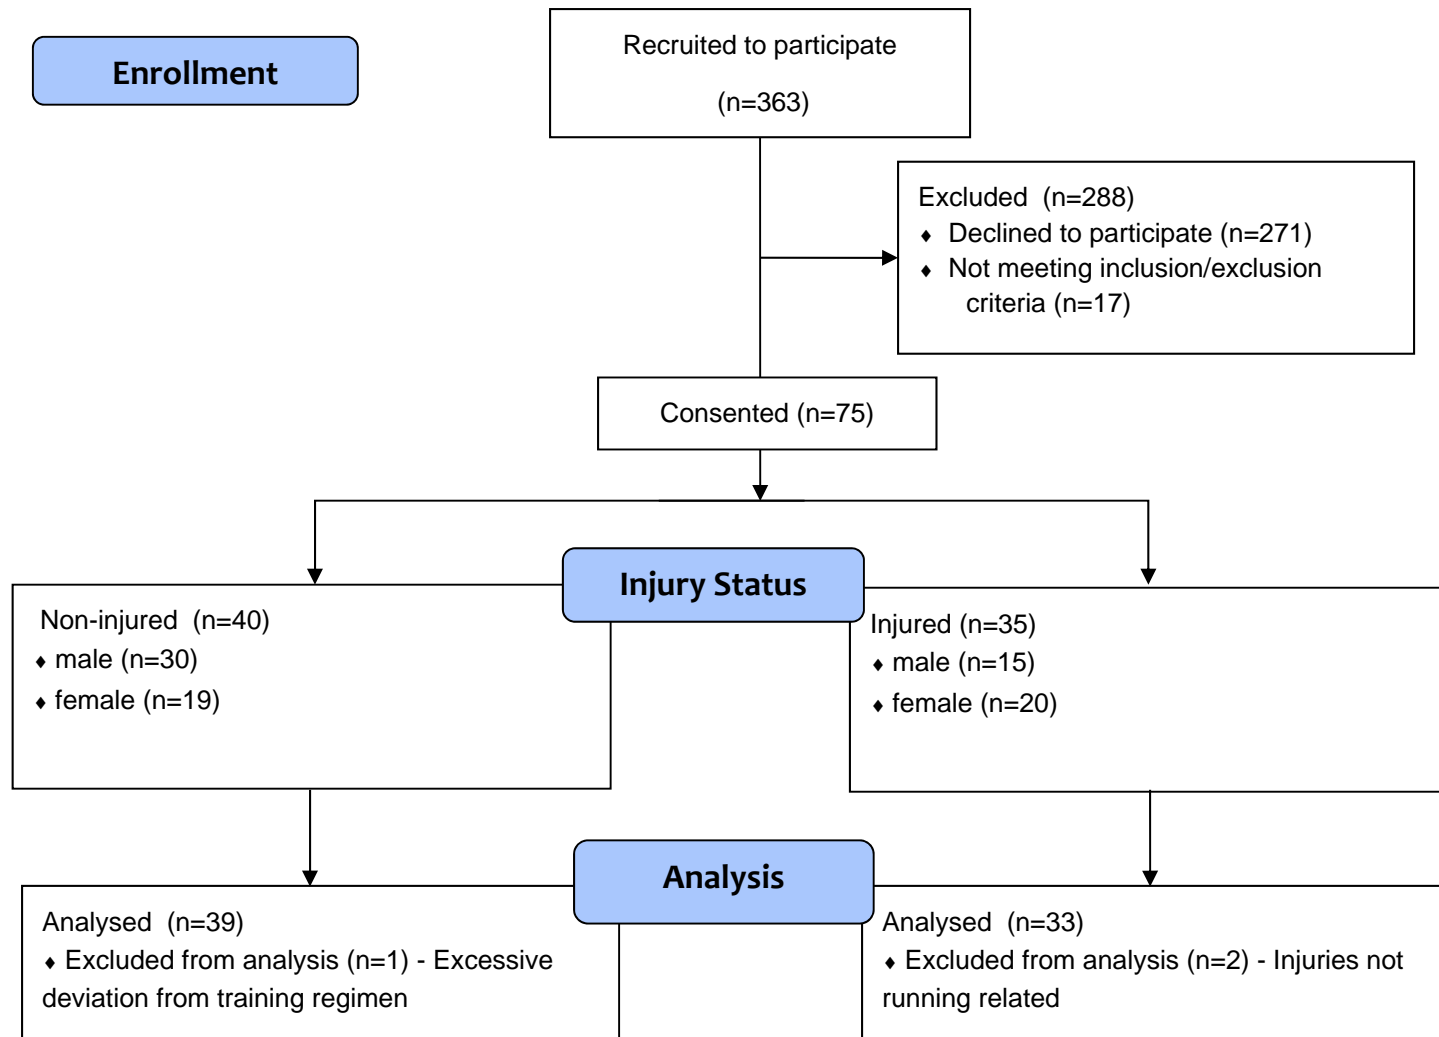 Enrollment
Recruited to participate
(n=363)
Excluded  (n=288)
♦ Declined to participate (n=271)
♦ Not meeting inclusion/exclusion
criteria (n=17)
Consented (n=75)
Injury Status
Non-injured  (n=40)
♦ male (n=30)
♦ female (n=19)
Injured (n=35)
♦ male (n=15)
♦ female (n=20)
Analysis
Analysed  (n=39)
♦ Excluded from analysis (n=1) - Excessive
deviation from training regimen
Analysed  (n=33)
♦ Excluded from analysis (n=2) - Injuries not
running related